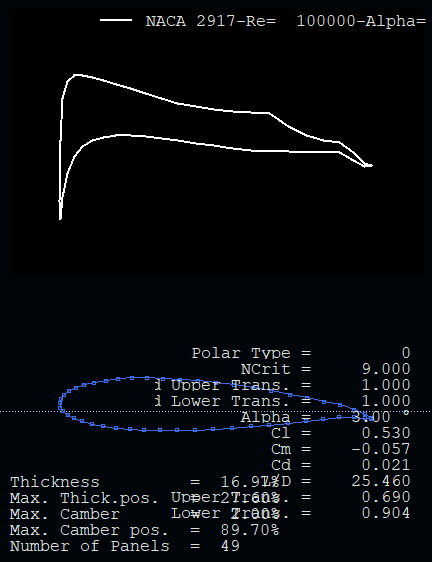 NACA 2917-Re=  100000-Alpha=
Polar Type = 0
NCrit = 9.000
i Upper Trans. = 1.000
i Lower Trans. = 1.000
Alpha = 3.00 °
Cl = 0.530
Cm = -0.057
Cd = 0.021
L/D = 25.460
Upper Trans. = 0.690
Lower Trans. = 0.904
Thickness = 16.97%
Max. Thick.pos. = 27.60%
Max. Camber =
Max. Camber pos. = 89.70%
Number of Panels = 49